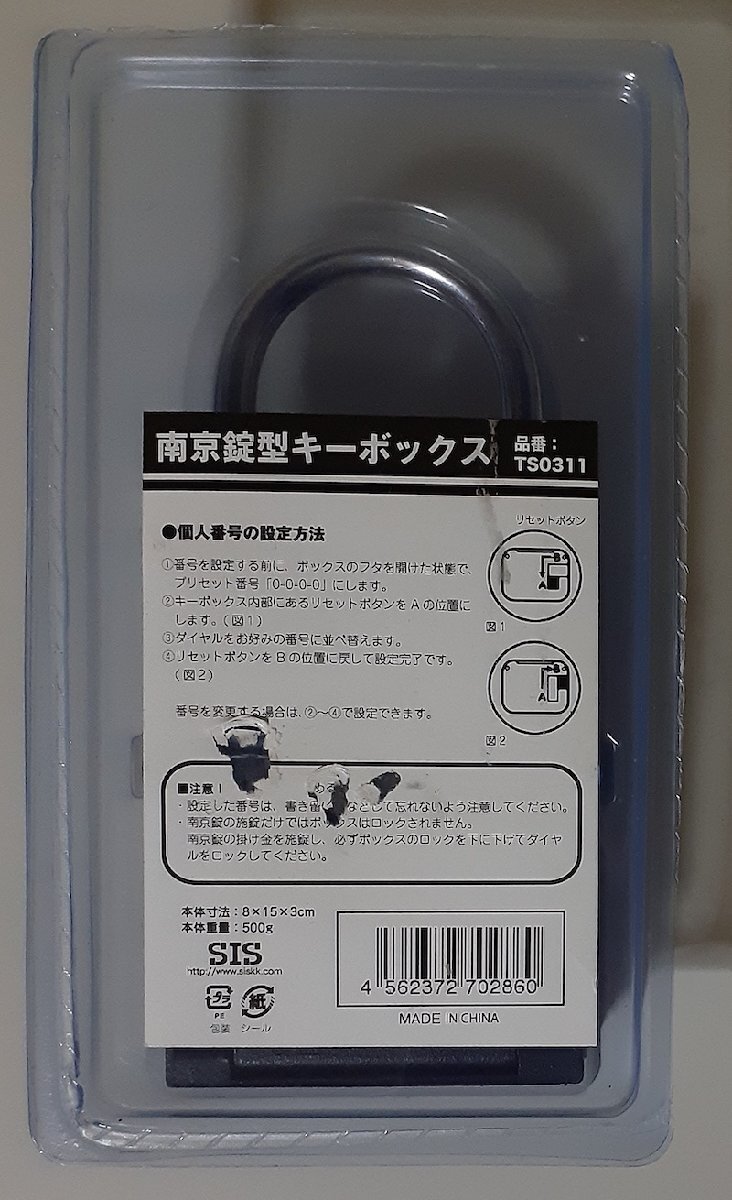 南京錠型キーボックス
品番：
TS0311
●個人番号の設定方法
リセットボタン
①番号を設定する前に、ボックスのフタを開けた状態で、
プリセット番号「0-0-0-0」にします。
②キーボックス内部にあるリセットボタンを A の位置に
します。（図1）
③ダイヤルをお好みの番号に並べ替えます。
④リセットボタンを B の位置に戻して設定完了です。
（図2）
B
A
図1
B
A
図2
番号を変更する場合は、②〜④で設定できます。
■注意！
・設定した番号は、書き留めるなどして忘れないよう注意してください。
・南京錠の施錠だけではボックスはロックされません。
南京錠の掛け金を施錠し、必ずボックスのロックを下に下げてダイヤ
ルをロックしてください。
本体寸法：8×15×3cm
本体重量：500g
SIS
http://www.siskk.com
プラ
PE
包装
紙
シール
4 562372 702860
MADE IN CHINA